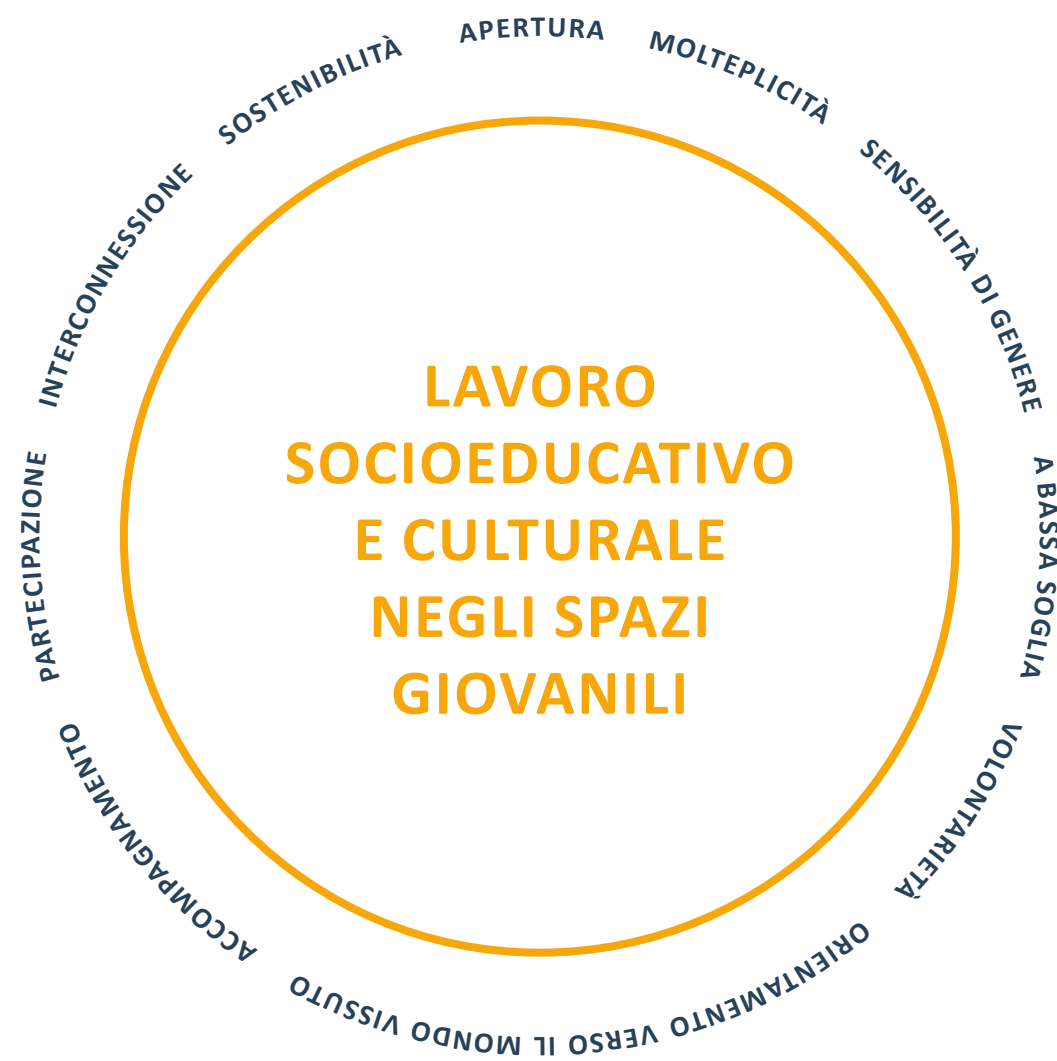 APERTURA
MOLTEPLICITÀ
SENSIBILITÀ DI GENERE
A BASSA SOGLIA
VOLONTARIETÀ
ORIENTAMENTO VERSO IL MONDO VISSUTO
ACCOMPAGNAMENTO
PARTECIPAZIONE
INTERCONNESSIONE
SOSTENIBILITÀ
LAVORO
SOCIOEDUCATIVO
E CULTURALE
NEGLI SPAZI
GIOVANILI